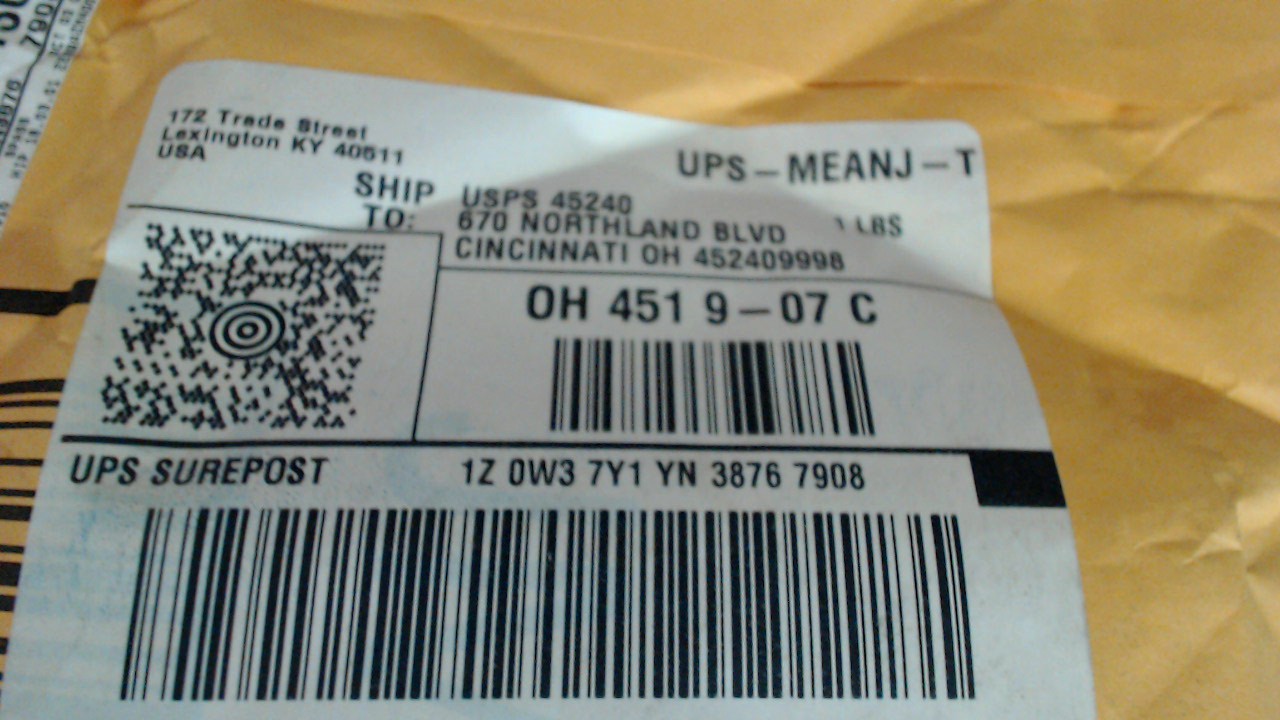 172 Trade Street
Lexington KY 40511
USA
UPS-MEANJ-T
SHIP TO:
USPS 45240
670 NORTHLAND BLVD
1 LBS
CINCINNATI OH 452409998
OH 451 9-07 C
UPS SUREPOST
1Z 0W3 7Y1 YN 3876 7908